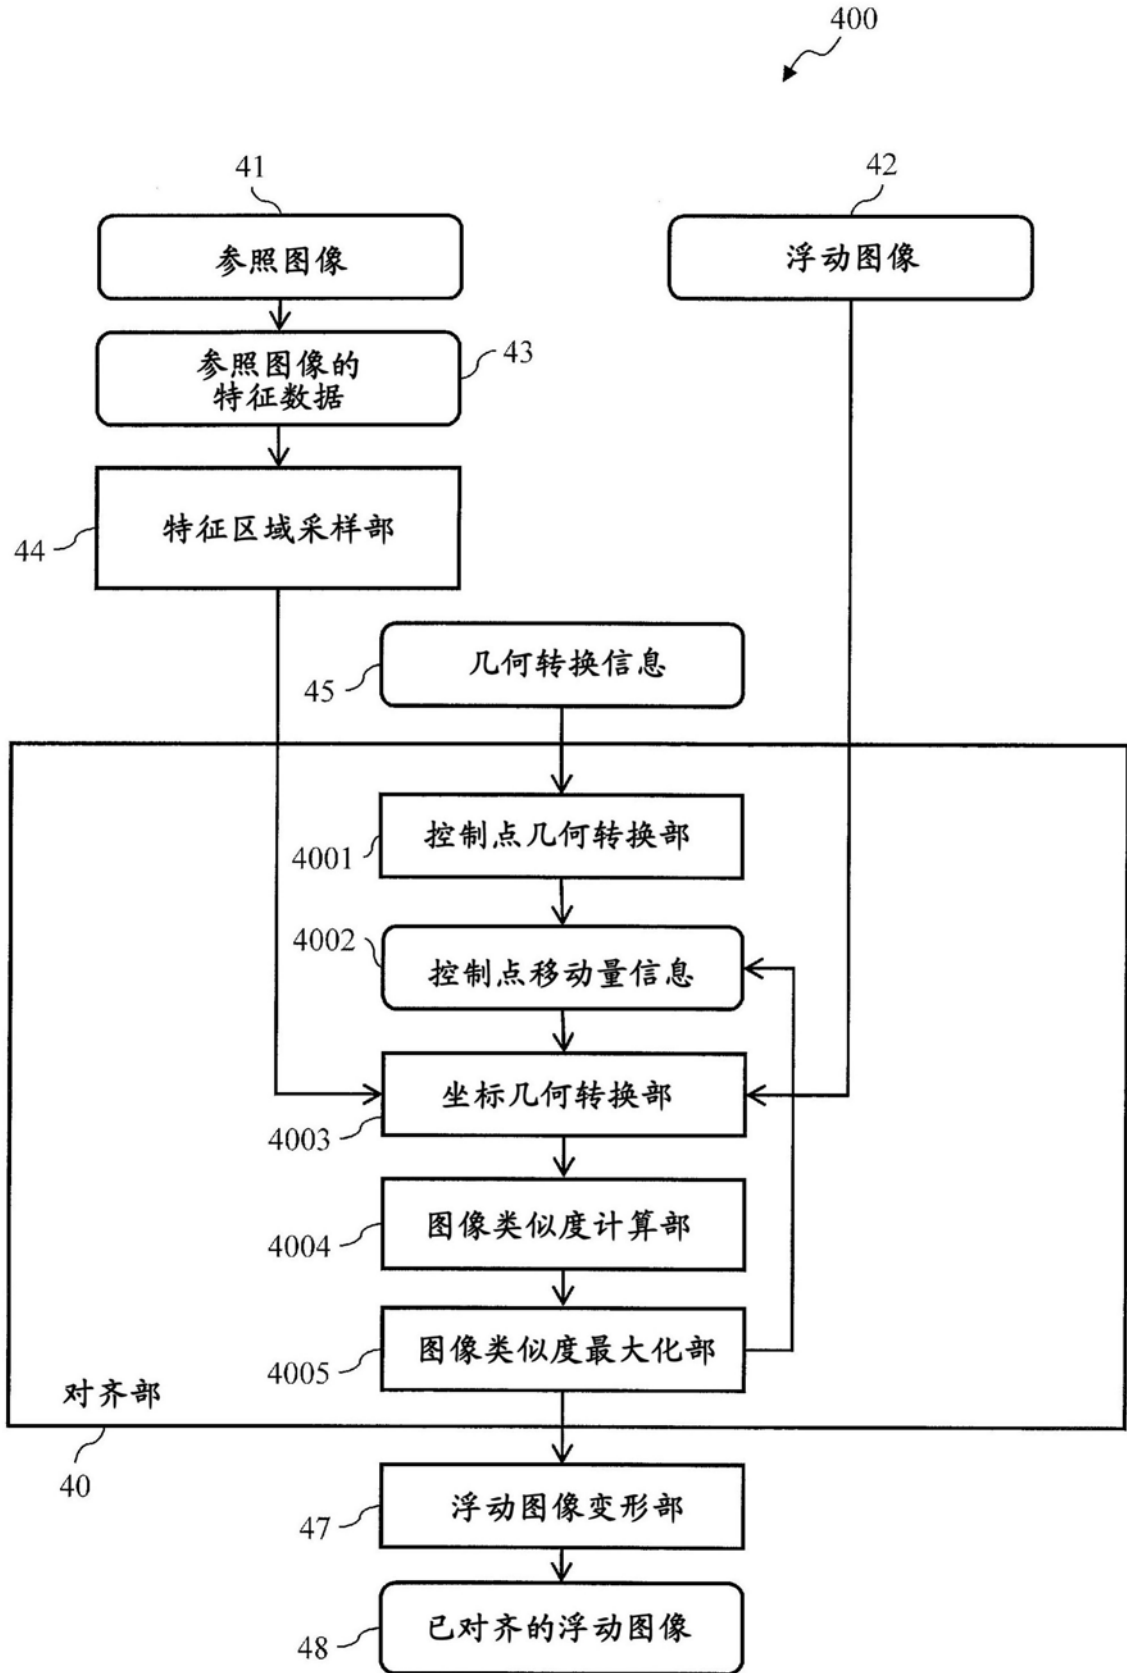 400
41
42
参照图像
浮动图像
参照图像的
特征数据
43
特征区域采样部
44
几何转换信息
45
控制点几何转换部
4001
4002
控制点移动量信息
坐标几何转换部
4003
图像类似度计算部
4004
图像类似度最大化部
4005
对齐部
40
浮动图像变形部
47
已对齐的浮动图像
48